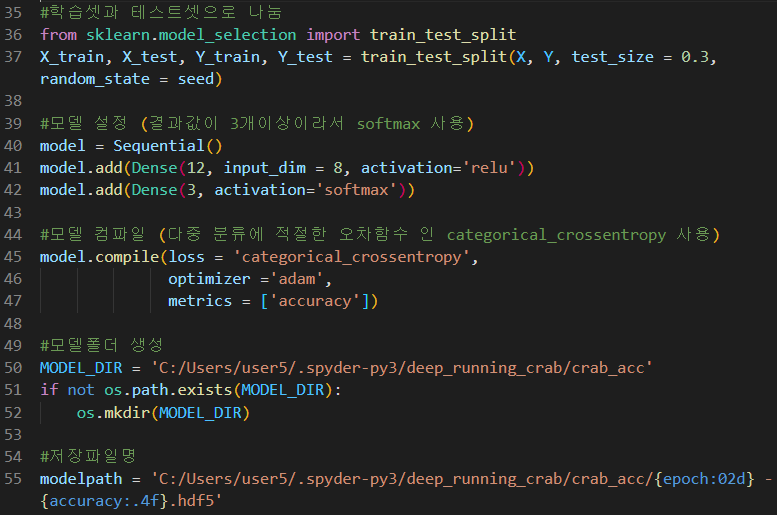 35 #학습셋과 테스트셋으로 나눔
36 from sklearn.model_selection import train_test_split
37 X_train, X_test, Y_train, Y_test = train_test_split(X, Y, test_size = 0.3,
random_state = seed)
38
39 #모델 설정 (결과값이 3개이상이라서 softmax 사용)
40 model = Sequential()
41 model.add(Dense(12, input_dim = 8, activation='relu'))
42 model.add(Dense(3, activation='softmax'))
43
44 #모델 컴파일 (다중 분류에 적절한 오차함수 인 categorical_crossentropy 사용)
45 model.compile(loss = 'categorical_crossentropy',
46 optimizer ='adam',
47 metrics = ['accuracy'])
48
49 #모델폴더 생성
50 MODEL_DIR = 'C:/Users/user5/.spyder-py3/deep_running_crab/crab_acc'
51 if not os.path.exists(MODEL_DIR):
52 os.mkdir(MODEL_DIR)
53
54 #저장파일명
55 modelpath = 'C:/Users/user5/.spyder-py3/deep_running_crab/crab_acc/{epoch:02d} -
{accuracy:.4f}.hdf5'